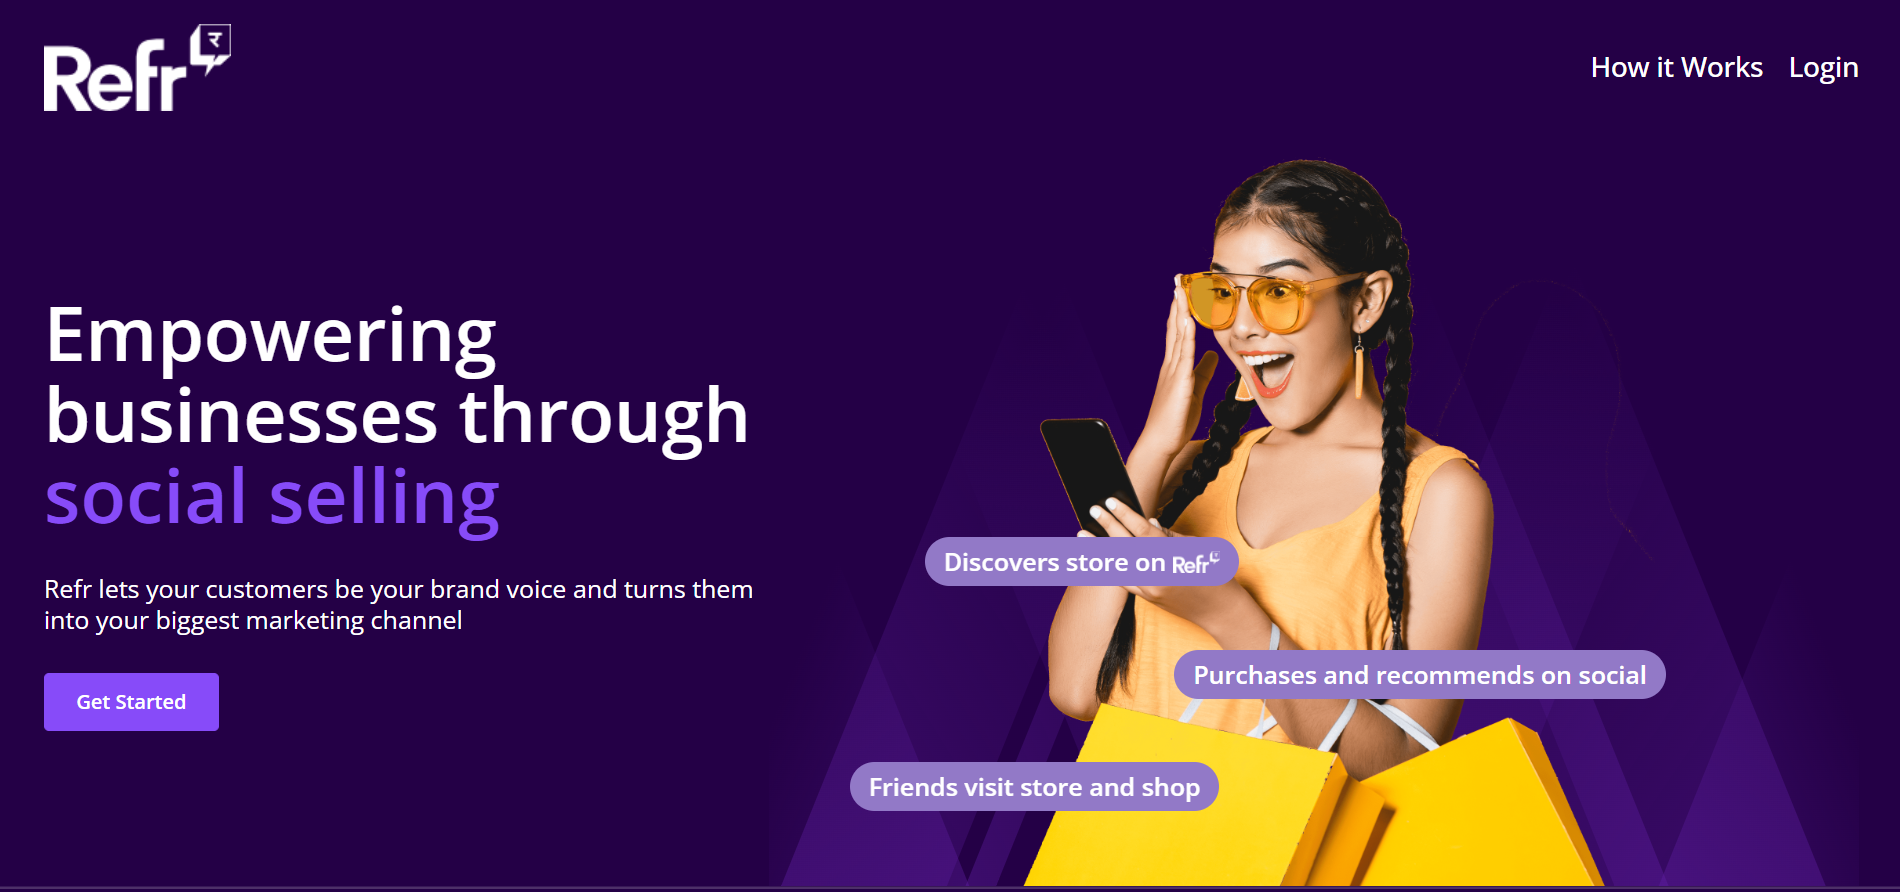 Refr ₹
How it Works Login
Empowering
businesses through
social selling
Refr lets your customers be your brand voice and turns them
into your biggest marketing channel
Get Started
Discovers store on Refr
Purchases and recommends on social
Friends visit store and shop